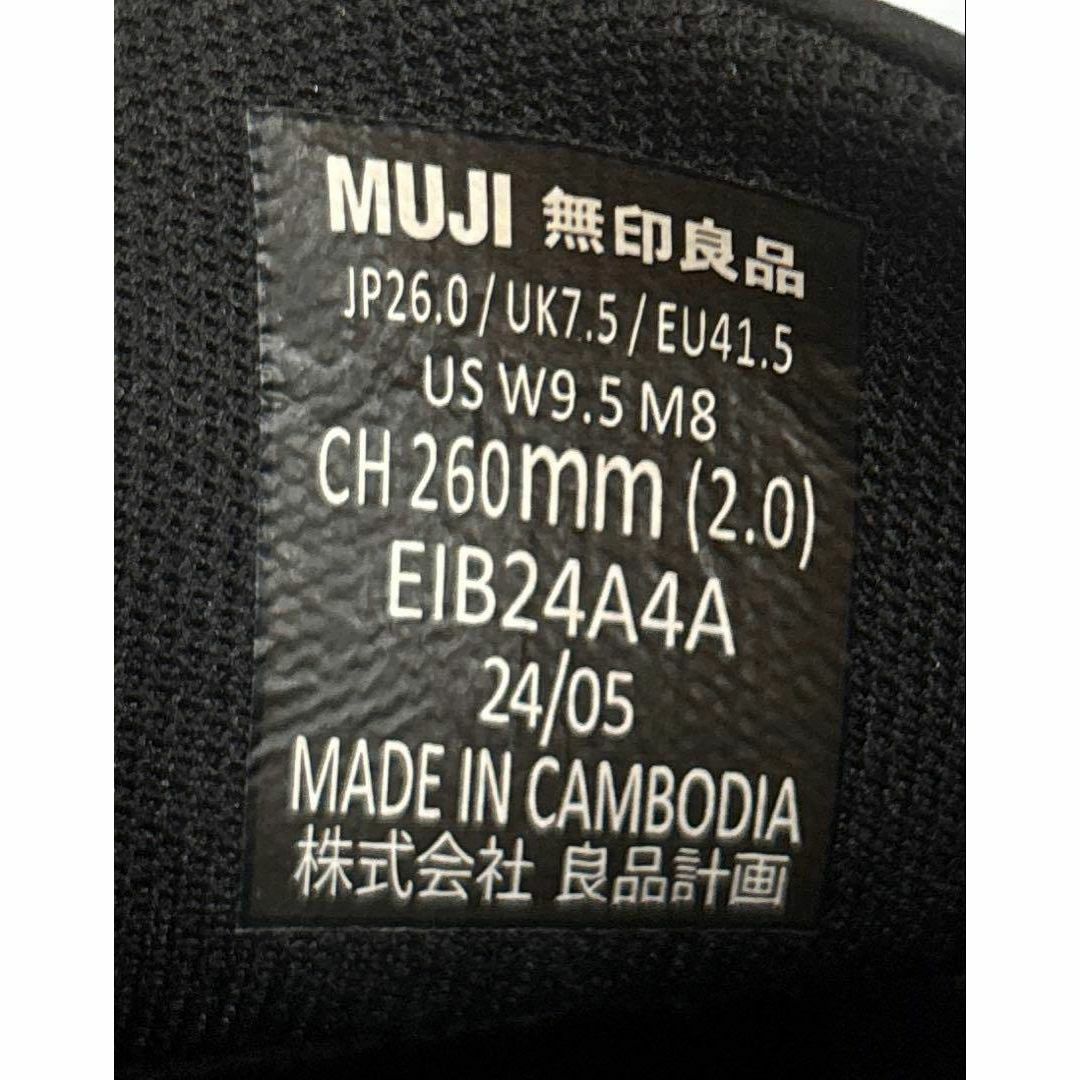 MUJI 無印良品
JP26.0 / UK7.5 / EU41.5
US W9.5 M8
CH 260mm (2.0)
EIB24A4A
24/05
MADE IN CAMBODIA
株式会社 良品計画